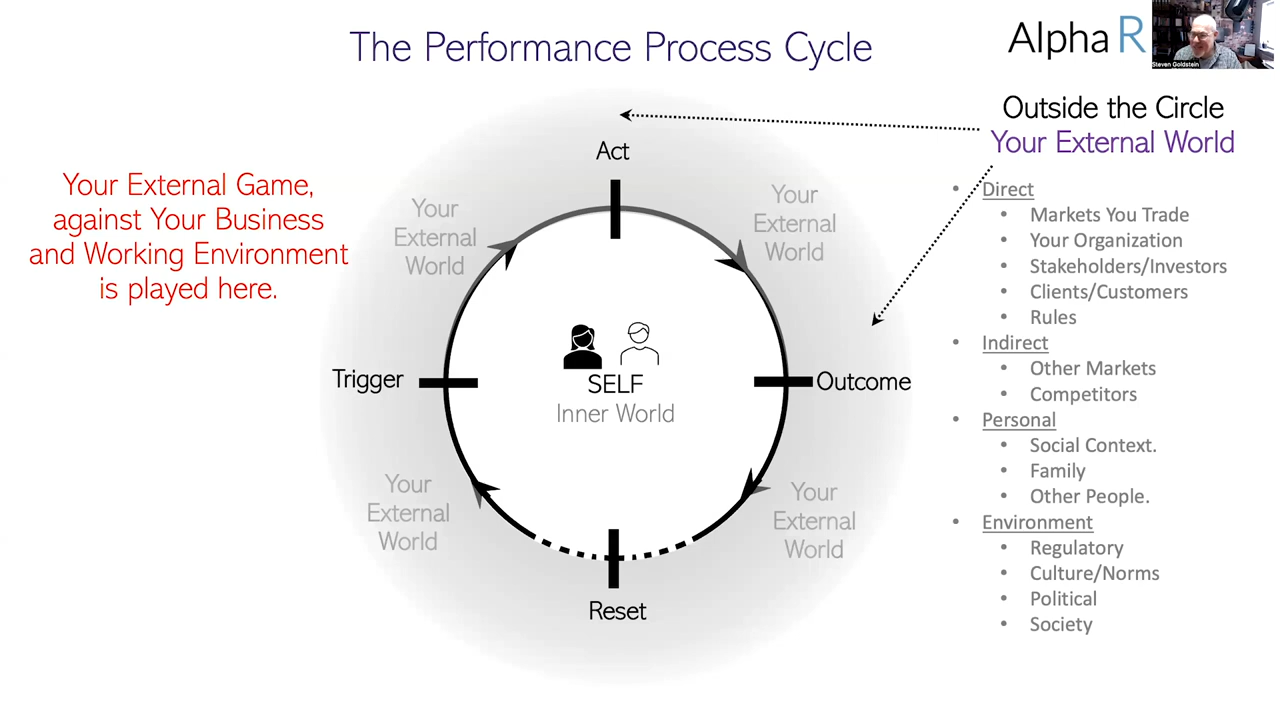 The Performance Process Cycle
Alpha R
Steven Goldstein
Outside the Circle
Your External World
Your External Game,
against Your Business
and Working Environment
is played here.
Act
Your
External
World
Your
External
World
Trigger
SELF
Inner World
Outcome
Your
External
World
Your
External
World
Reset
• Direct
• Markets You Trade
• Your Organization
• Stakeholders/Investors
• Clients/Customers
• Rules
• Indirect
• Other Markets
• Competitors
• Personal
• Social Context.
• Family
• Other People.
• Environment
• Regulatory
• Culture/Norms
• Political
• Society